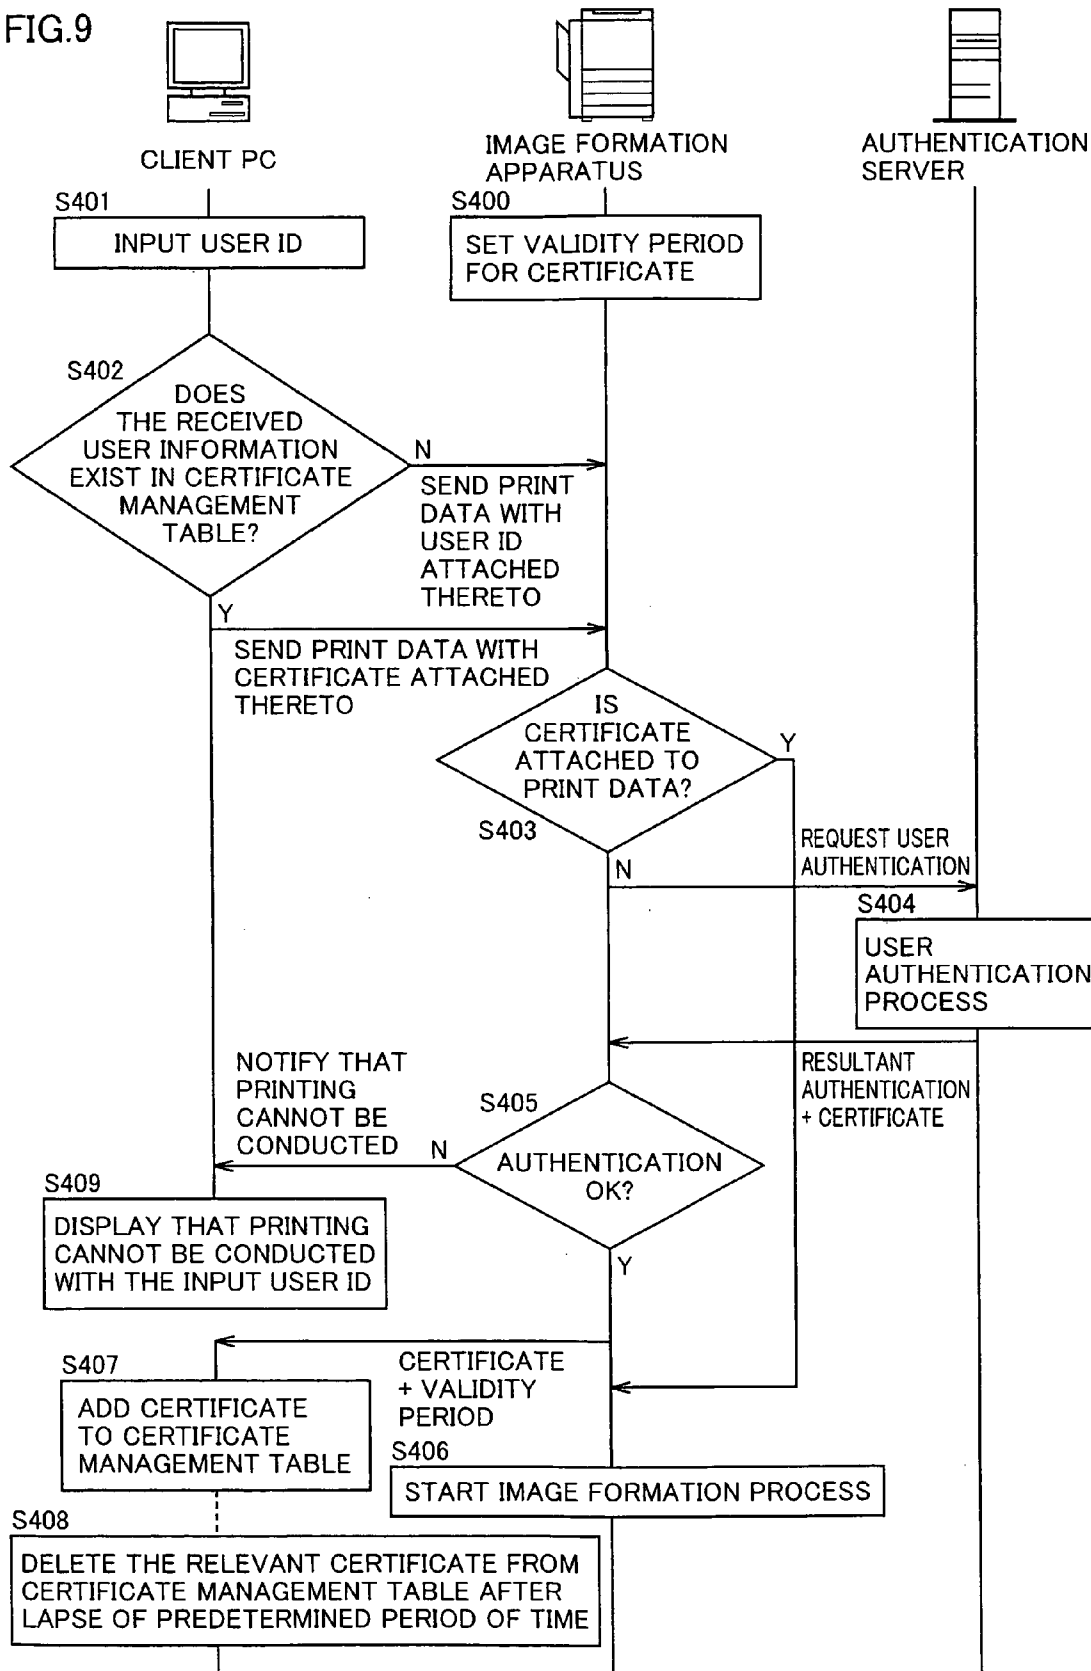 FIG.9
CLIENT PC
IMAGE FORMATION
APPARATUS
AUTHENTICATION
SERVER
S401
INPUT USER ID
S400
SET VALIDITY PERIOD
FOR CERTIFICATE
S402
DOES
THE RECEIVED
USER INFORMATION
EXIST IN CERTIFICATE
MANAGEMENT
TABLE?
N
SEND PRINT
DATA WITH
USER ID
ATTACHED
THERETO
Y
SEND PRINT DATA WITH
CERTIFICATE ATTACHED
THERETO
IS
CERTIFICATE
ATTACHED TO
PRINT DATA?
Y
S403
N
REQUEST USER
AUTHENTICATION
S404
USER
AUTHENTICATION
PROCESS
RESULTANT
AUTHENTICATION
+ CERTIFICATE
NOTIFY THAT
PRINTING
CANNOT BE
CONDUCTED
S405
N
AUTHENTICATION
OK?
Y
S409
DISPLAY THAT PRINTING
CANNOT BE CONDUCTED
WITH THE INPUT USER ID
CERTIFICATE
+ VALIDITY
PERIOD
S407
ADD CERTIFICATE
TO CERTIFICATE
MANAGEMENT TABLE
S406
START IMAGE FORMATION PROCESS
S408
DELETE THE RELEVANT CERTIFICATE FROM
CERTIFICATE MANAGEMENT TABLE AFTER
LAPSE OF PREDETERMINED PERIOD OF TIME